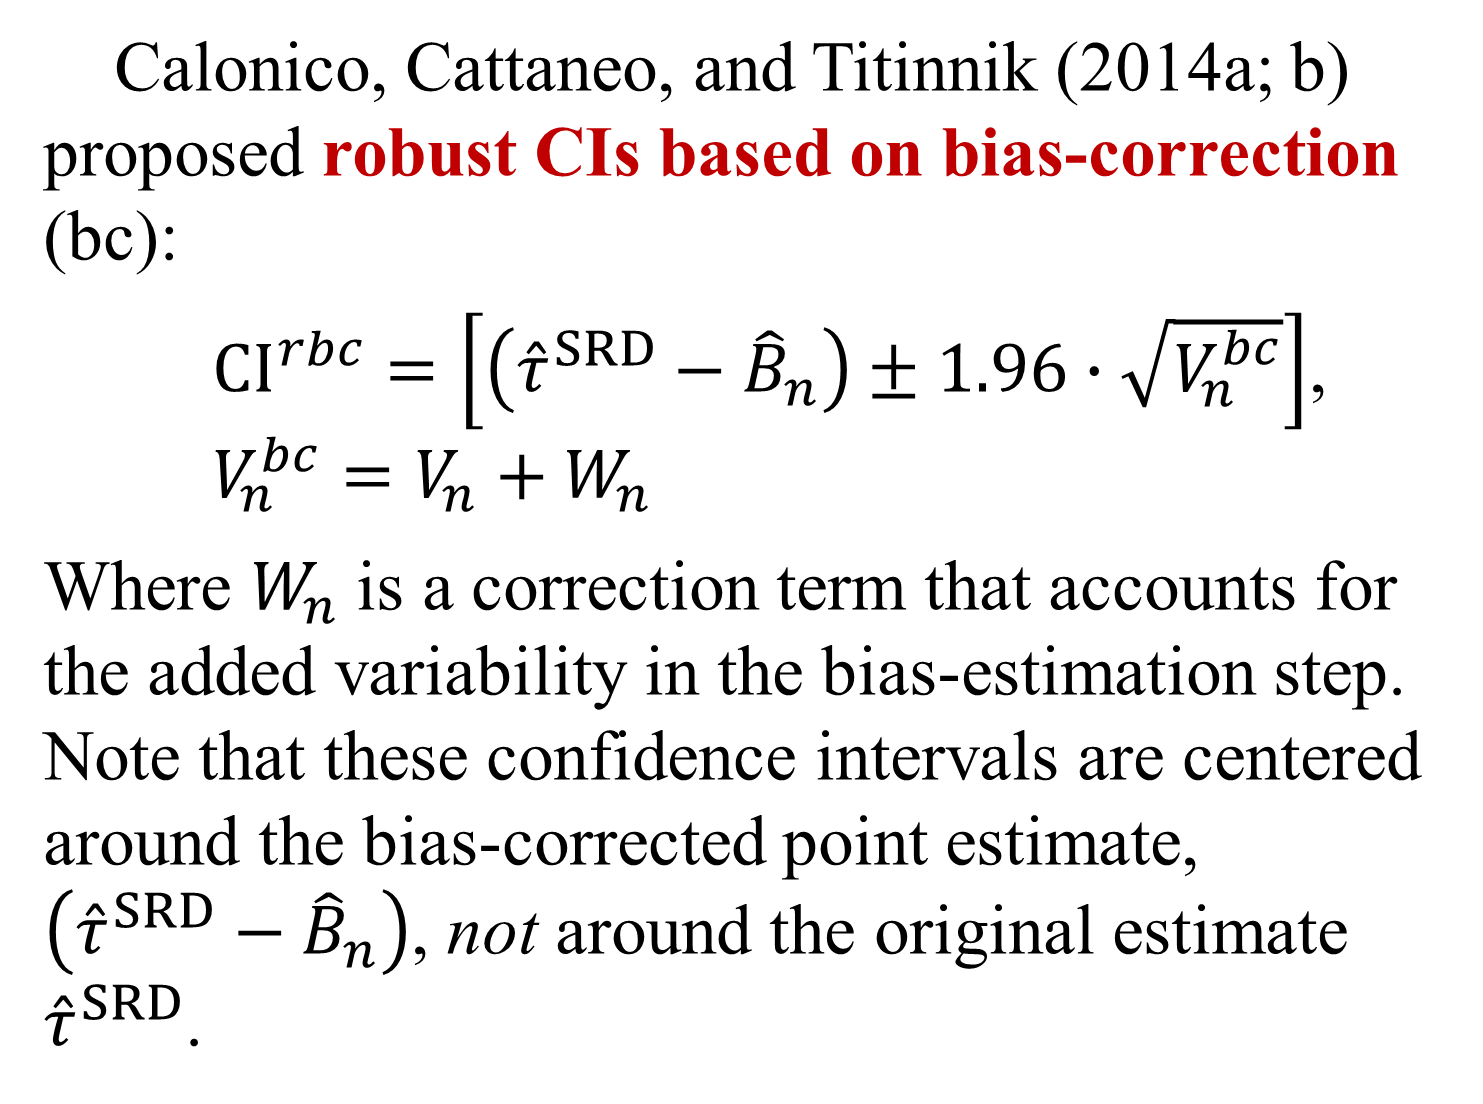 Calonico, Cattaneo, and Titinnik (2014a; b)
proposed robust CIs based on bias-correction
(bc):
CI^{rbc} = [(τ̂^{SRD} − B̂_n) ± 1.96 · √V_n^{bc}],
V_n^{bc} = V_n + W_n
Where W_n is a correction term that accounts for
the added variability in the bias-estimation step.
Note that these confidence intervals are centered
around the bias-corrected point estimate,
(τ̂^{SRD} − B̂_n), not around the original estimate
τ̂^{SRD}.